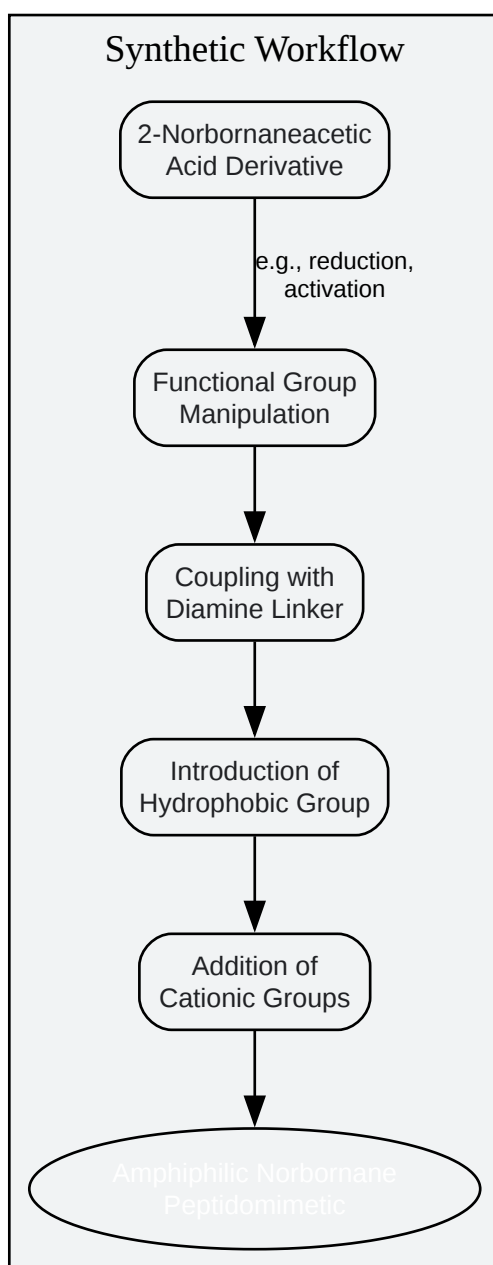 Synthetic Workflow
2-Norbornaneacetic
Acid Derivative
e.g., reduction,
activation
Functional Group
Manipulation
Coupling with
Diamine Linker
Introduction of
Hydrophobic Group
Addition of
Cationic Groups
Amphiphilic Norbornane
Peptidomimetic